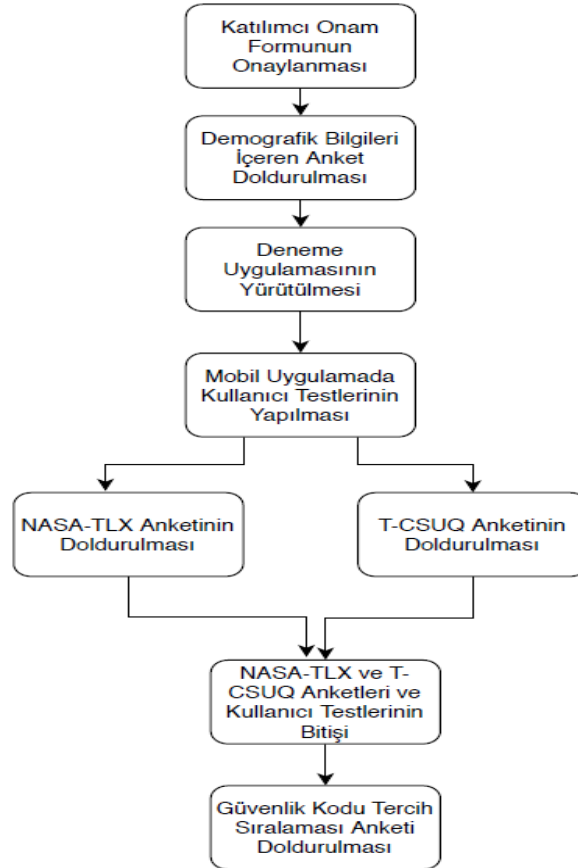 Katılımcı Onam
Formunun
Onaylanması
Demografik Bilgileri
İçeren Anket
Doldurulması
Deneme
Uygulamasının
Yürütülmesi
Mobil Uygulamada
Kullanıcı Testlerinin
Yapılması
NASA-TLX Anketinin
Doldurulması
T-CSUQ Anketinin
Doldurulması
NASA-TLX ve T-
CSUQ Anketleri ve
Kullanıcı Testlerinin
Bitişi
Güvenlik Kodu Tercih
Sıralaması Anketi
Doldurulması